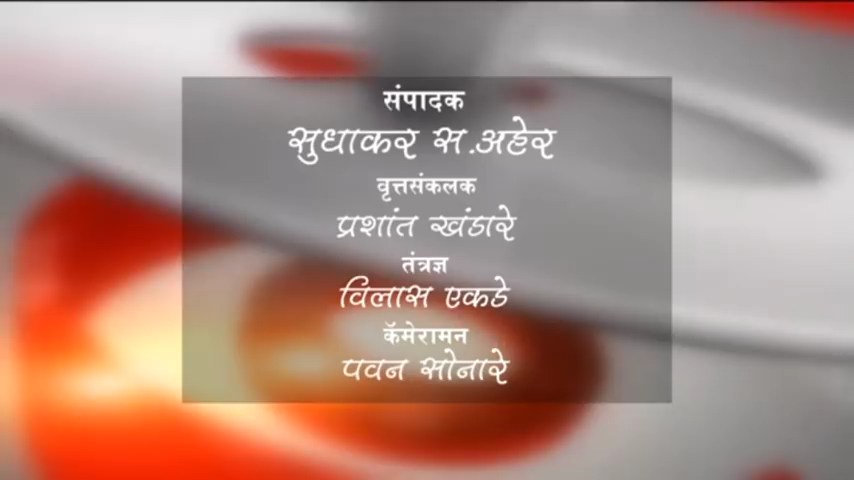 संपादक
सुधाकर स.अहेर
वृत्तसंकलक
प्रशांत खंडारे
तंत्रज्ञ
विलास एकडे
कॅमेरामन
पवन सोनारे